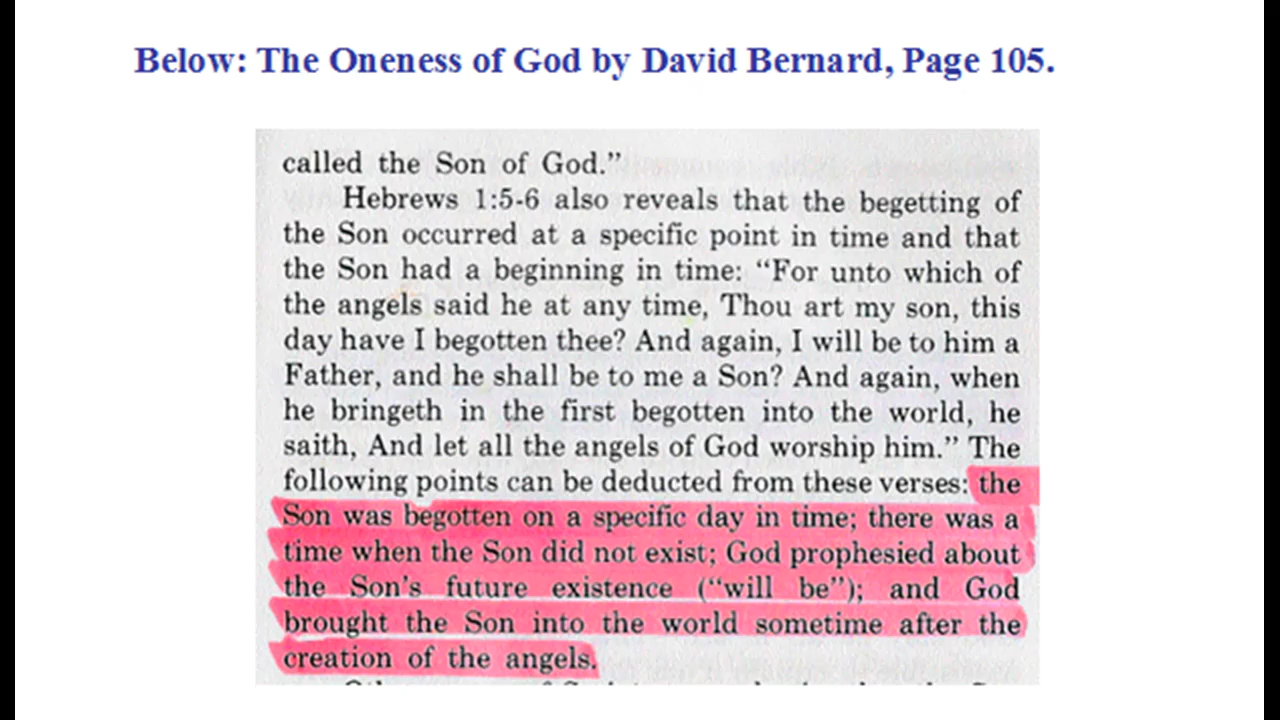 Below: The Oneness of God by David Bernard, Page 105.
called the Son of God."
Hebrews 1:5-6 also reveals that the begetting of
the Son occurred at a specific point in time and that
the Son had a beginning in time: "For unto which of
the angels said he at any time, Thou art my son, this
day have I begotten thee? And again, I will be to him a
Father, and he shall be to me a Son? And again, when
he bringeth in the first begotten into the world, he
saith, And let all the angels of God worship him." The
following points can be deducted from these verses: the
Son was begotten on a specific day in time; there was a
time when the Son did not exist; God prophesied about
the Son's future existence ("will be"); and God
brought the Son into the world sometime after the
creation of the angels.